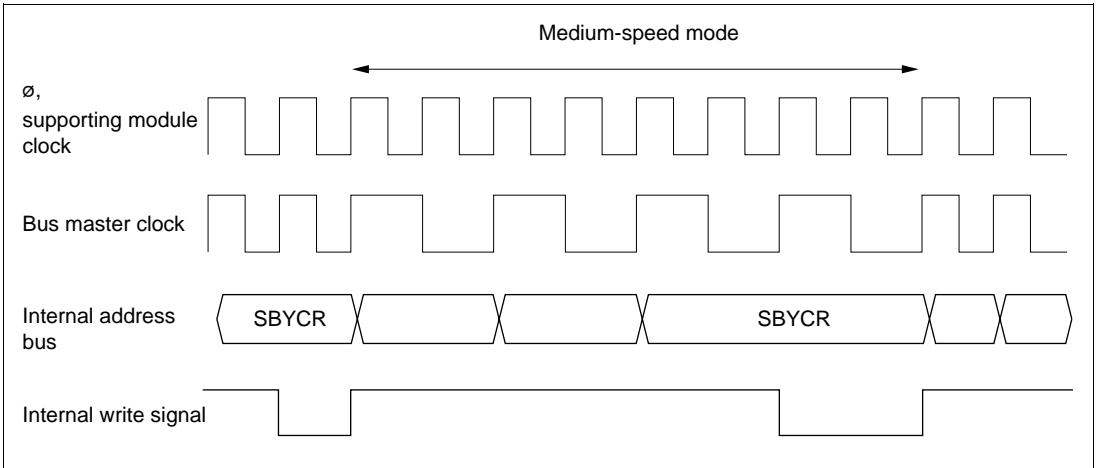 Medium-speed mode
ø,
supporting module
clock
Bus master clock
Internal address
bus
SBYCR
SBYCR
Internal write signal